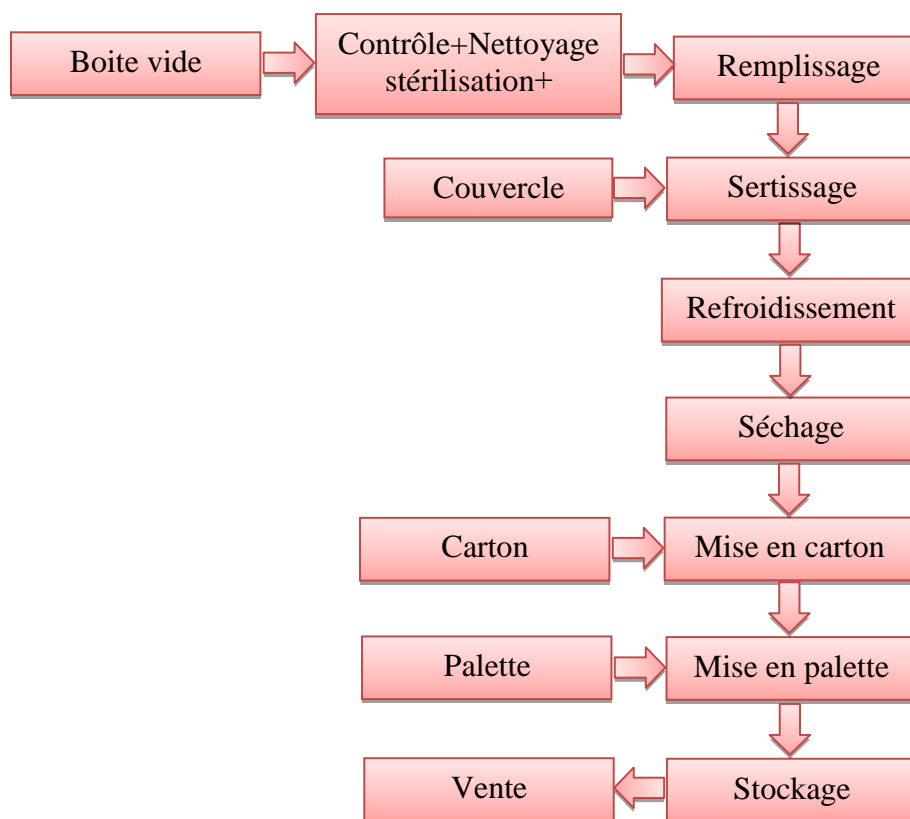 Boite vide
Contrôle+Nettoyage
stérilisation+
Remplissage
Couvercle
Sertissage
Refroidissement
Séchage
Carton
Mise en carton
Palette
Mise en palette
Vente
Stockage